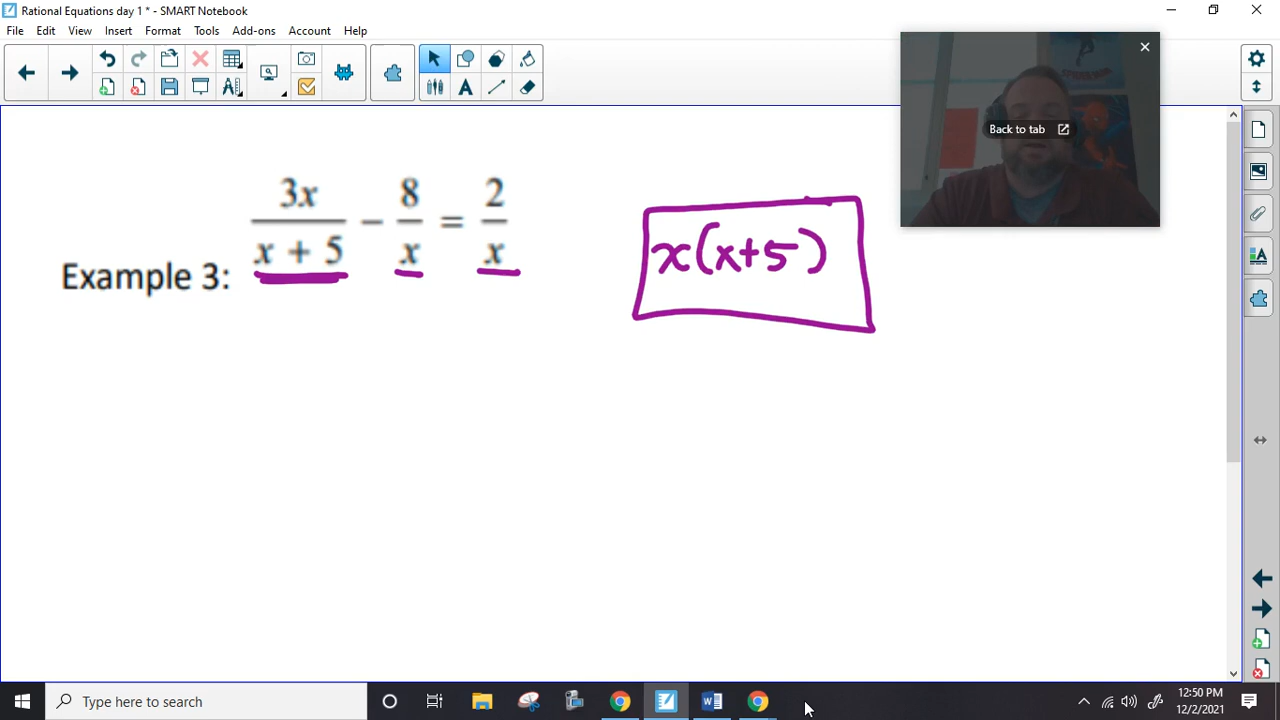 Rational Equations day 1 * - SMART Notebook
File Edit View Insert Format Tools Add-ons Account Help
Back to tab
Example 3: 3x/(x + 5) − 8/x = 2/x
x(x+5)
Type here to search
12:50 PM
12/2/2021